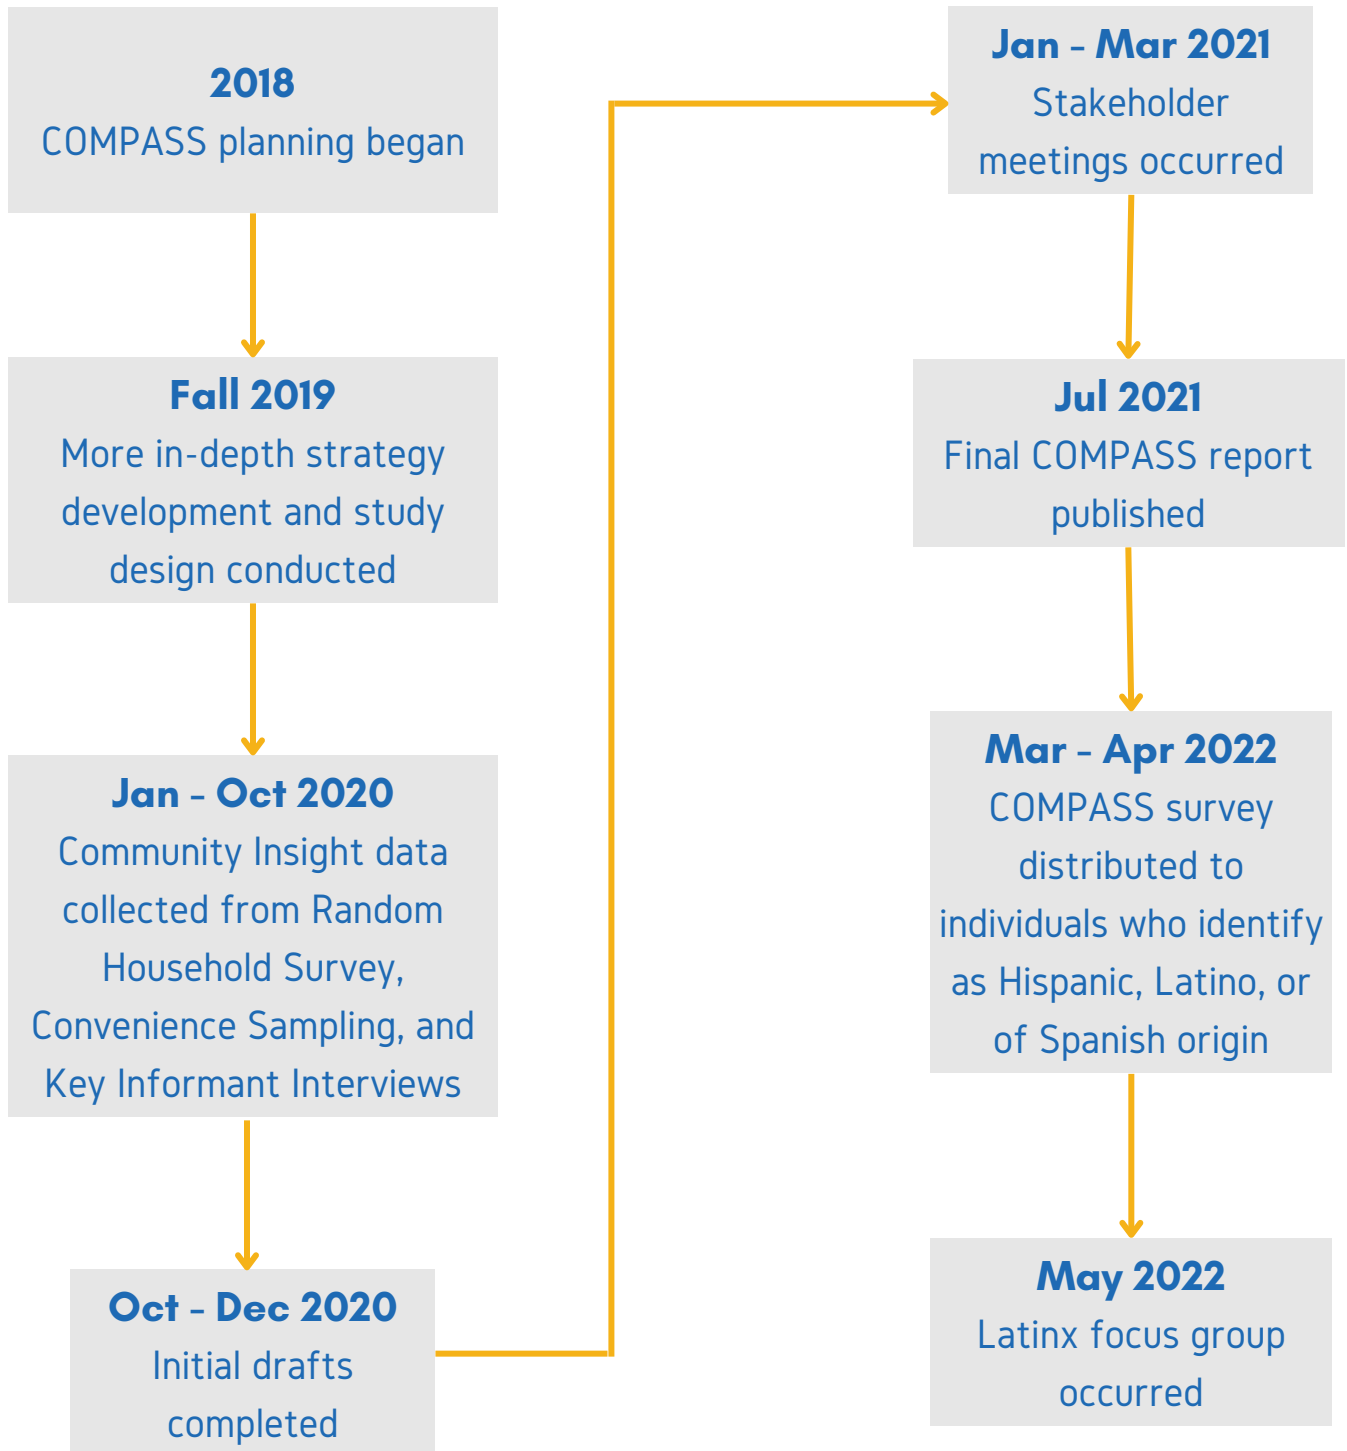 2018
COMPASS planning began
Fall 2019
More in-depth strategy
development and study
design conducted
Jan - Oct 2020
Community Insight data
collected from Random
Household Survey,
Convenience Sampling, and
Key Informant Interviews
Oct - Dec 2020
Initial drafts
completed
Jan - Mar 2021
Stakeholder
meetings occurred
Jul 2021
Final COMPASS report
published
Mar - Apr 2022
COMPASS survey
distributed to
individuals who identify
as Hispanic, Latino, or
of Spanish origin
May 2022
Latinx focus group
occurred